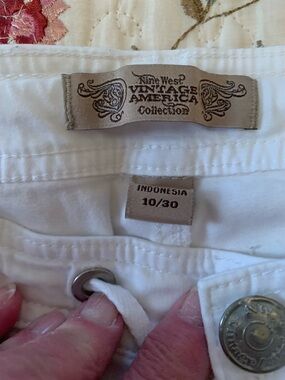 Nine West
VINTAGE
AMERICA
Collection
INDONESIA
10/30